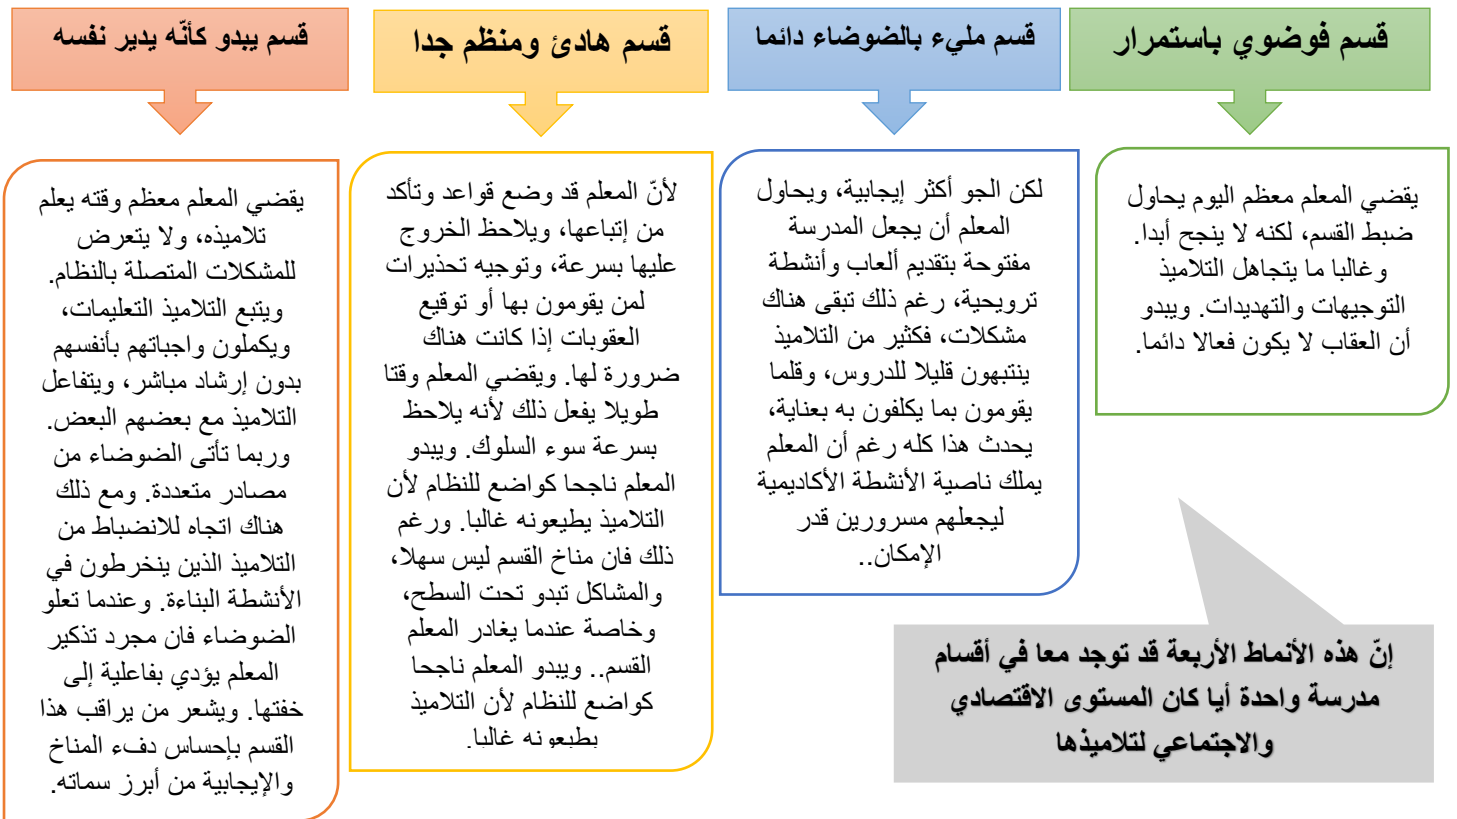 قسم فوضوي باستمرار
يقضي المعلم معظم اليوم يحاول
ضبط القسم، لكنه لا ينجح أبدا.
وغالبا ما يتجاهل التلاميذ
التوجيهات والتهديدات. ويبدو
أن العقاب لا يكون فعالا دائما.
قسم مليء بالضوضاء دائما
لكن الجو أكثر إيجابية، ويحاول
المعلم أن يجعل المدرسة
مفتوحة بتقديم ألعاب وأنشطة
ترويحية، رغم ذلك تبقى هناك
مشكلات، فكثير من التلاميذ
ينتبهون قليلا للدروس، وقلما
يقومون بما يكلفون به بعناية،
يحدث هذا كله رغم أن المعلم
يملك ناصية الأنشطة الأكاديمية
ليجعلهم مسرورين قدر
الإمكان..
قسم هادئ ومنظم جدا
لأنّ المعلم قد وضع قواعد وتأكد
من إتباعها، ويلاحظ الخروج
عليها بسرعة، وتوجيه تحذيرات
لمن يقومون بها أو توقيع
العقوبات إذا كانت هناك
ضرورة لها. ويقضي المعلم وقتا
طويلا يفعل ذلك لأنه يلاحظ
بسرعة سوء السلوك. ويبدو
المعلم ناجحا كواضع للنظام لأن
التلاميذ يطيعونه غالبا. ورغم
ذلك فان مناخ القسم ليس سهلا،
والمشاكل تبدو تحت السطح،
وخاصة عندما يغادر المعلم
القسم.. ويبدو المعلم ناجحا
كواضع للنظام لأن التلاميذ
يطيعونه غالبا.
قسم يبدو كأنّه يدير نفسه
يقضي المعلم معظم وقته يعلم
تلاميذه، ولا يتعرض
للمشكلات المتصلة بالنظام.
ويتبع التلاميذ التعليمات،
ويكملون واجباتهم بأنفسهم
بدون إرشاد مباشر، ويتفاعل
التلاميذ مع بعضهم البعض.
وربما تأتى الضوضاء من
مصادر متعددة. ومع ذلك
هناك اتجاه للانضباط من
التلاميذ الذين ينخرطون في
الأنشطة البناءة. وعندما تعلو
الضوضاء فان مجرد تذكير
المعلم يؤدي بفاعلية إلى
خفتها. ويشعر من يراقب هذا
القسم بإحساس دفء المناخ
والإيجابية من أبرز سماته.
إنّ هذه الأنماط الأربعة قد توجد معا في أقسام
مدرسة واحدة أيا كان المستوى الاقتصادي
والاجتماعي لتلاميذها